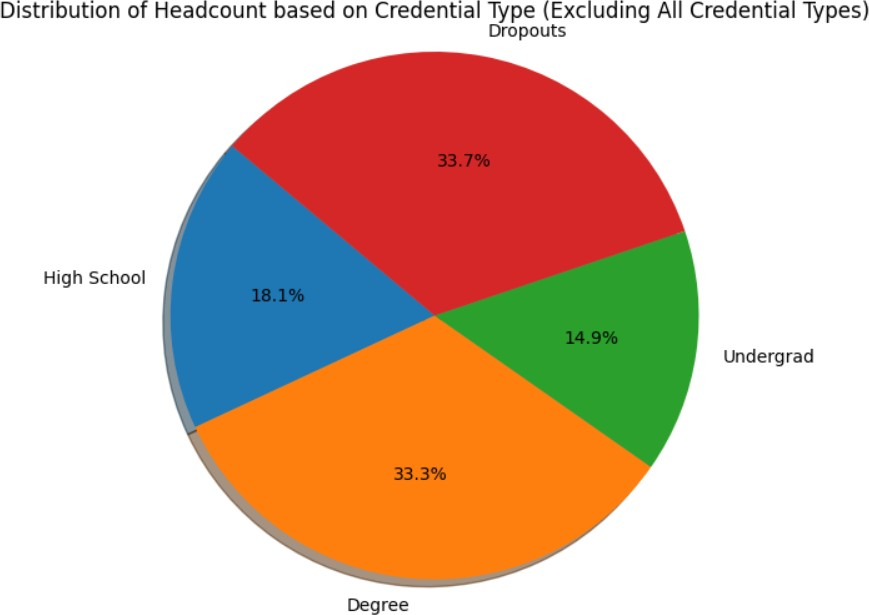 Distribution of Headcount based on Credential Type (Excluding All Credential Types)
Dropouts
33.7%
High School
18.1%
14.9%
Undergrad
33.3%
Degree